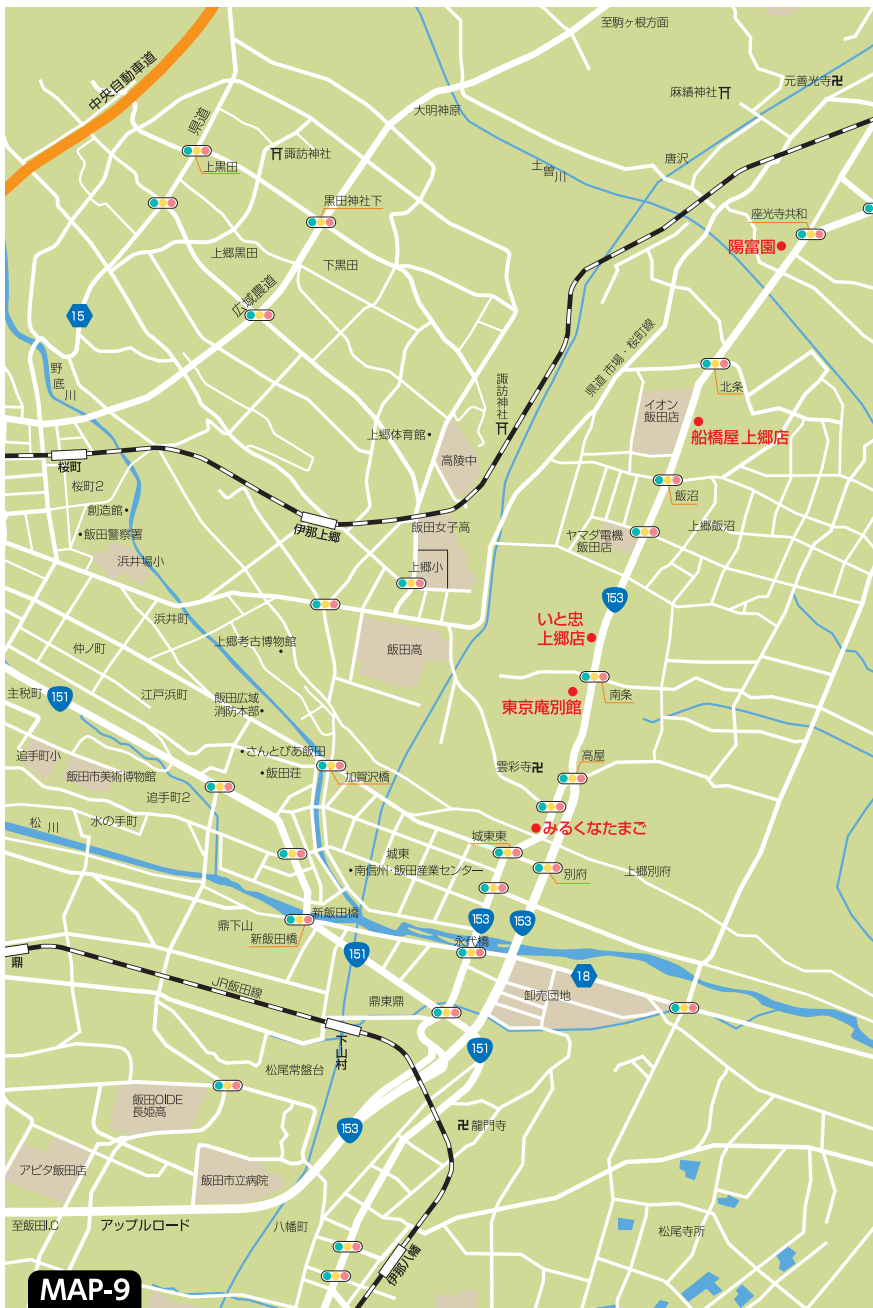 至駒ヶ根方面
元善光寺卍
麻績神社
中央自動車道
大明神原
県道
諏訪神社
上黒田
唐沢
土曽川
黒田神社下
座光寺共和
陽富園
上郷黒田
下黒田
広域農道
15
県道 市場・桜町線
野底川
北条
諏訪神社
イオン
飯田店
船橋屋 上郷店
上郷体育館
高陵中
桜町
桜町2
飯沼
創造館
伊那上郷
飯田女子高
飯田警察署
ヤマダ電機
飯田店
上郷飯沼
浜井場小
上郷小
153
浜井町
いと忠
上郷店
仲ノ町
上郷考古博物館
飯田高
主税町
151
江戸浜町
飯田広域
消防本部
南条
東京庵別館
追手町小
さんとぴあ飯田
飯田市美術博物館
飯田荘
加賀沢橋
雲彩寺卍
高屋
追手町2
松川
水の手町
みるくなたまご
城東東
城東
南信州・飯田産業センター
別府
上郷別府
鼎下山
新飯田橋
新飯田橋
153
153
永代橋
鼎
151
18
JR飯田線
鼎東鼎
卸売団地
下山村
151
松尾常盤台
飯田OIDE
長姫高
153
卍龍門寺
アピタ飯田店
飯田市立病院
至飯田I.C
アップルロード
八幡町
松尾寺所
伊那八幡
MAP-9